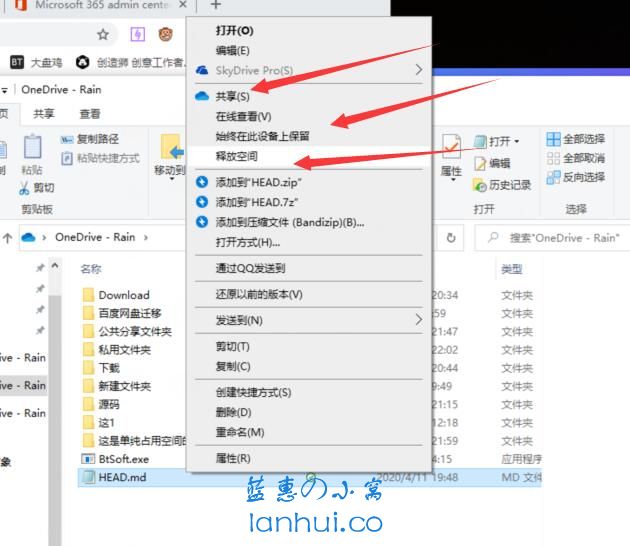 Microsoft 365 admin cente
大盘鸡
创造狮 创意工作者
OneDrive - Rain
页
共享
查看
粘贴
复制路径
粘贴快捷方式
剪切
剪贴板
移动到
属性
打开
编辑
历史记录
打开
全部选择
全部取消
反向选择
选择
OneDrive - Rain
搜索"OneDrive - Rain"
名称
类型
Download
20:34
文件夹
百度网盘迁移
:59
文件夹
公共分享文件夹
21:47
文件夹
私用文件夹
22:02
文件夹
下载
20:44
文件夹
新建文件夹
9:49
文件夹
源码
21:15
文件夹
这1
12:18
文件夹
这是单纯占用空间的
21:58
文件夹
BtSoft.exe
4:15
应用程序
HEAD.md
2020/4/11 19:48
MD 文件
ve - Rain
Drive - Rain
ve - Rain
象
打开(O)
编辑(E)
SkyDrive Pro(S)
共享(S)
在线查看(V)
始终在此设备上保留
释放空间
添加到"HEAD.zip"
添加到"HEAD.7z"
添加到压缩文件 (Bandizip)(B)...
打开方式(H)...
通过QQ发送到
还原以前的版本(V)
发送到(N)
剪切(T)
复制(C)
创建快捷方式(S)
删除(D)
重命名(M)
属性(R)
蓝惠の小窝
lanhui.co